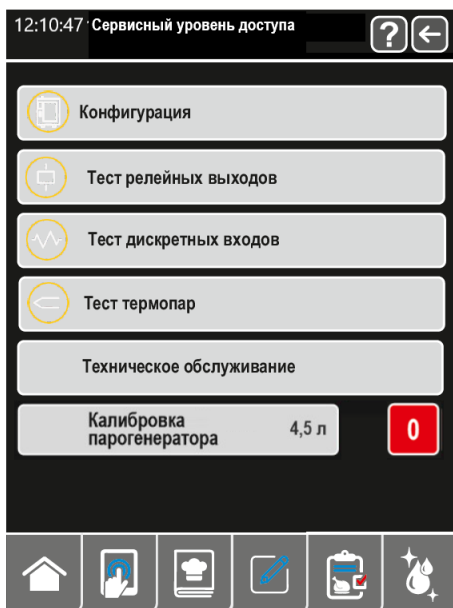 12:10:47 Сервисный уровень доступа ?
Конфигурация
Тест релейных выходов
Тест дискретных входов
Тест термопар
Техническое обслуживание
Калибровка
парогенератора 4,5 л 0